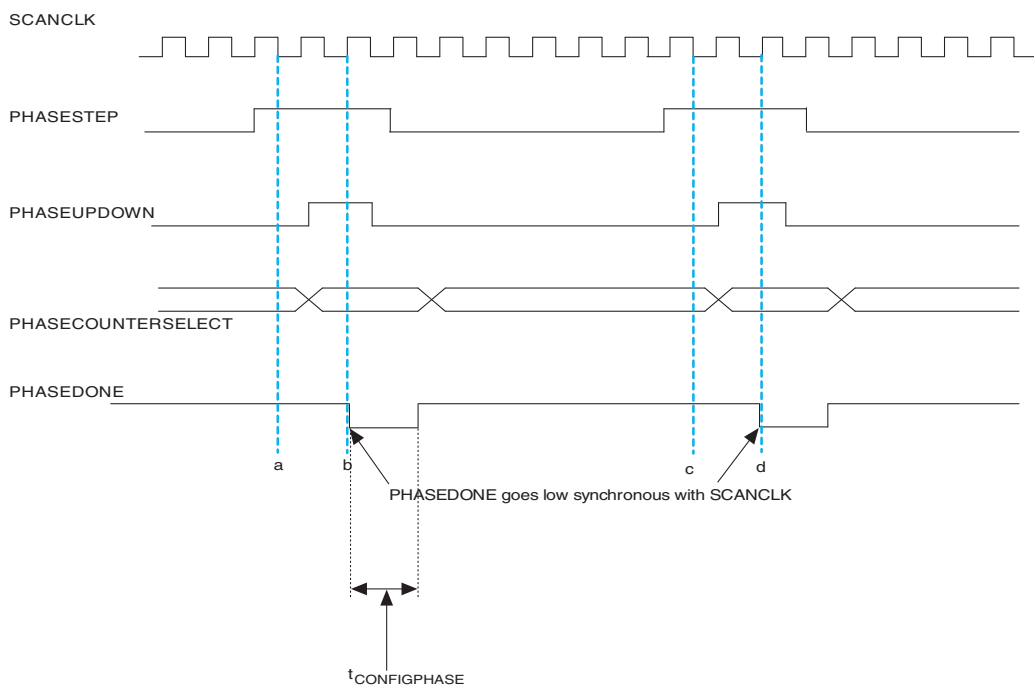 SCANCLK
PHASESTEP
PHASEUPDOWN
PHASECOUNTERSELECT
PHASEDONE
a
b
c
d
PHASEDONE goes low synchronous with SCANCLK
tCONFIGPHASE